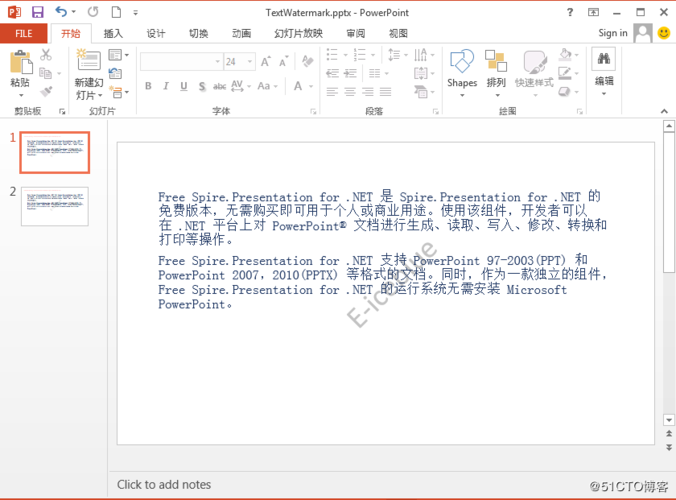 TextWatermark.pptx - PowerPoint
?
FILE 开始 插入 设计 切换 动画 幻灯片放映 审阅 视图 Sign in
粘贴 新建幻灯片 24 Shapes 排列 快速样式 编辑
B I U S abc AV Aa A
剪贴板 幻灯片 字体 段落 绘图
1
2
Free Spire.Presentation for .NET 是 Spire.Presentation for .NET 的
免费版本，无需购买即可用于个人或商业用途。使用该组件，开发者可以
在 .NET 平台上对 PowerPoint® 文档进行生成、读取、写入、修改、转换和
打印等操作。
Free Spire.Presentation for .NET 支持 PowerPoint 97-2003(PPT) 和
PowerPoint 2007，2010(PPTX) 等格式的文档。同时，作为一款独立的组件，
Free Spire.Presentation for .NET 的运行系统无需安装 Microsoft
PowerPoint。
Click to add notes
@51CTO博客